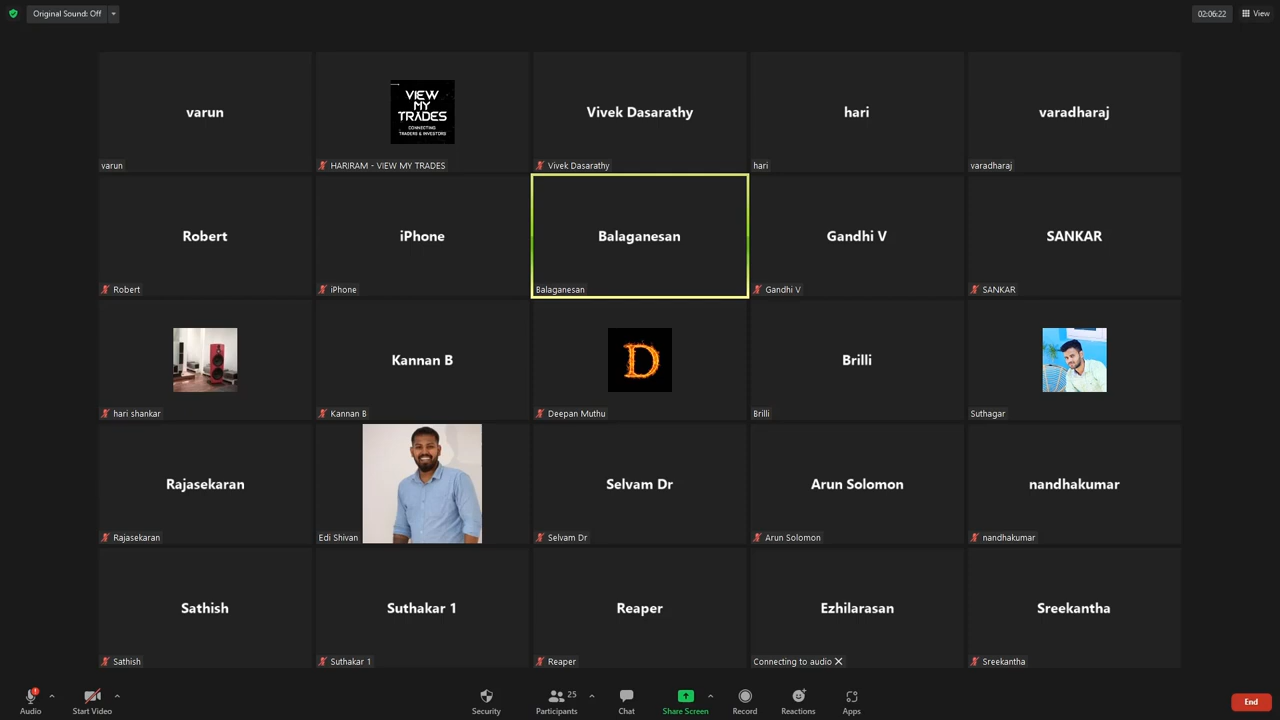 Original Sound: Off
02:06:22
View
varun
VIEW
MY
TRADES
CONNECTING
TRADERS & INVESTORS
Vivek Dasarathy
hari
varadharaj
varun
HARIRAM - VIEW MY TRADES
Vivek Dasarathy
hari
varadharaj
Robert
iPhone
Balaganesan
Gandhi V
SANKAR
Robert
iPhone
Balaganesan
Gandhi V
SANKAR
Kannan B
D
Brilli
hari shankar
Kannan B
Deepan Muthu
Brilli
Suthagar
Rajasekaran
Selvam Dr
Arun Solomon
nandhakumar
Rajasekaran
Edi Shivan
Selvam Dr
Arun Solomon
nandhakumar
Sathish
Suthakar 1
Reaper
Ezhilarasan
Sreekantha
Sathish
Suthakar 1
Reaper
Connecting to audio
Sreekantha
Audio
Start Video
Security
Participants
25
Chat
Share Screen
Record
Reactions
Apps
End